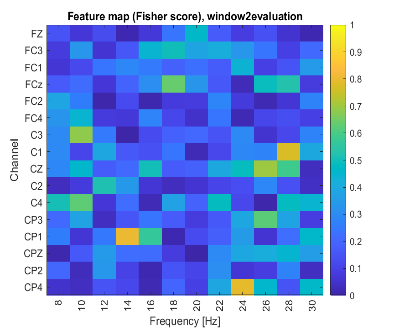 Feature map (Fisher score), window2evaluation
FZ
FC3
FC1
FCz
FC2
FC4
C3
C1
CZ
C2
C4
CP3
CP1
CPZ
CP2
CP4
Channel
8 10 12 14 16 18 20 22 24 26 28 30
Frequency [Hz]
1
0.9
0.8
0.7
0.6
0.5
0.4
0.3
0.2
0.1
0